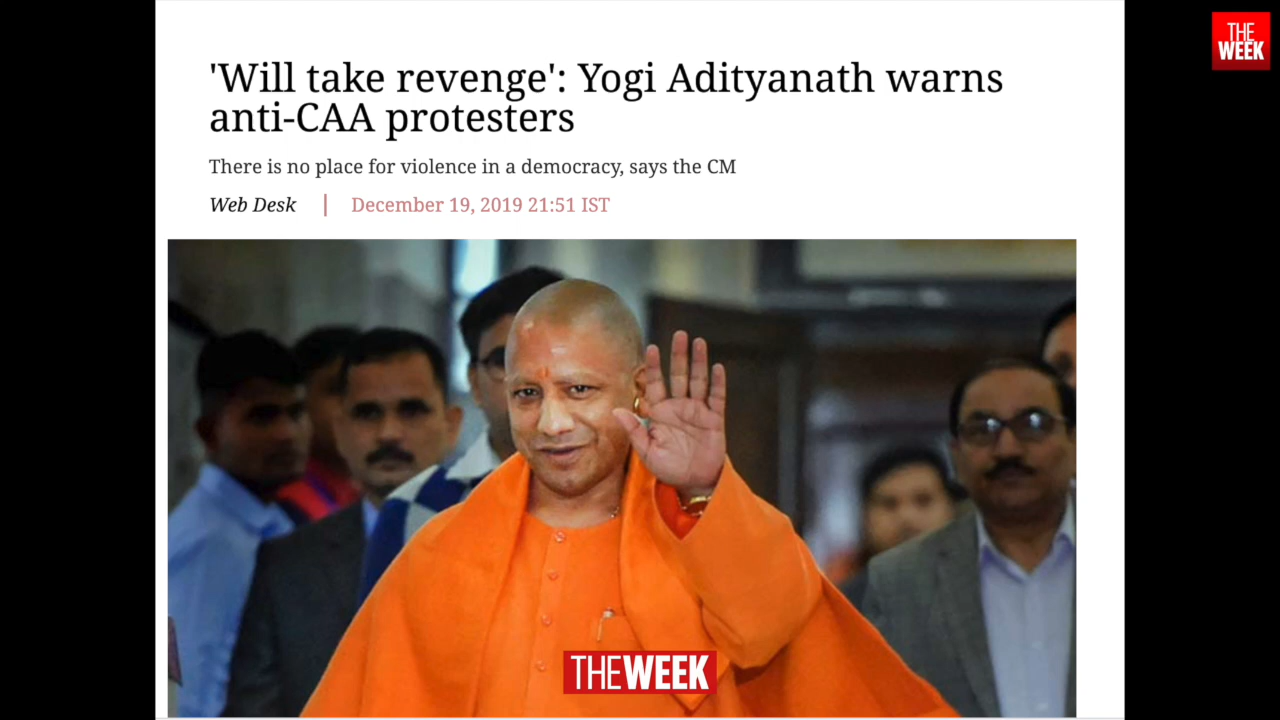 THE
WEEK
'Will take revenge': Yogi Adityanath warns
anti-CAA protesters
There is no place for violence in a democracy, says the CM
Web Desk | December 19, 2019 21:51 IST
THEWEEK